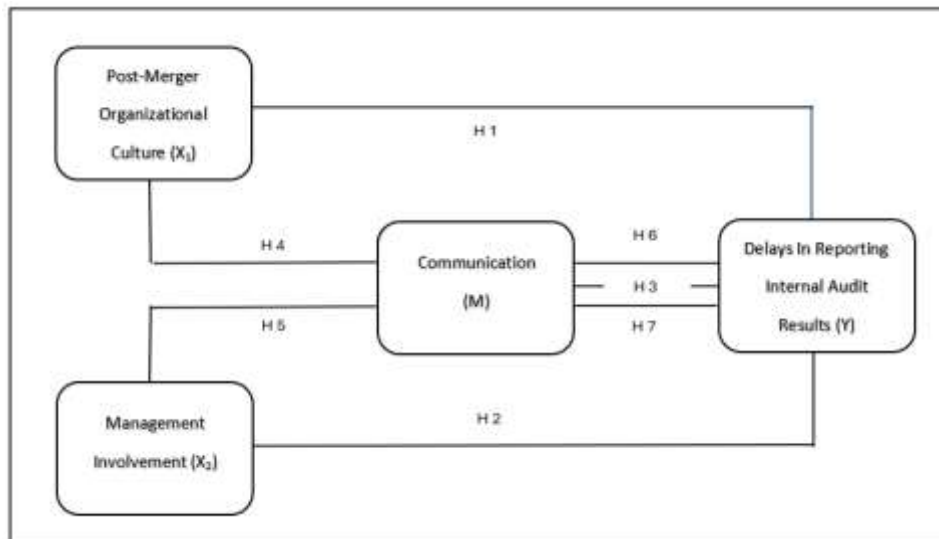 Post-Merger
Organizational
Culture (X₁)
H 1
H 4
Communication
(M)
H 6
H 3
H 7
Delays In Reporting
Internal Audit
Results (Y)
H 5
Management
Involvement (X₂)
H 2